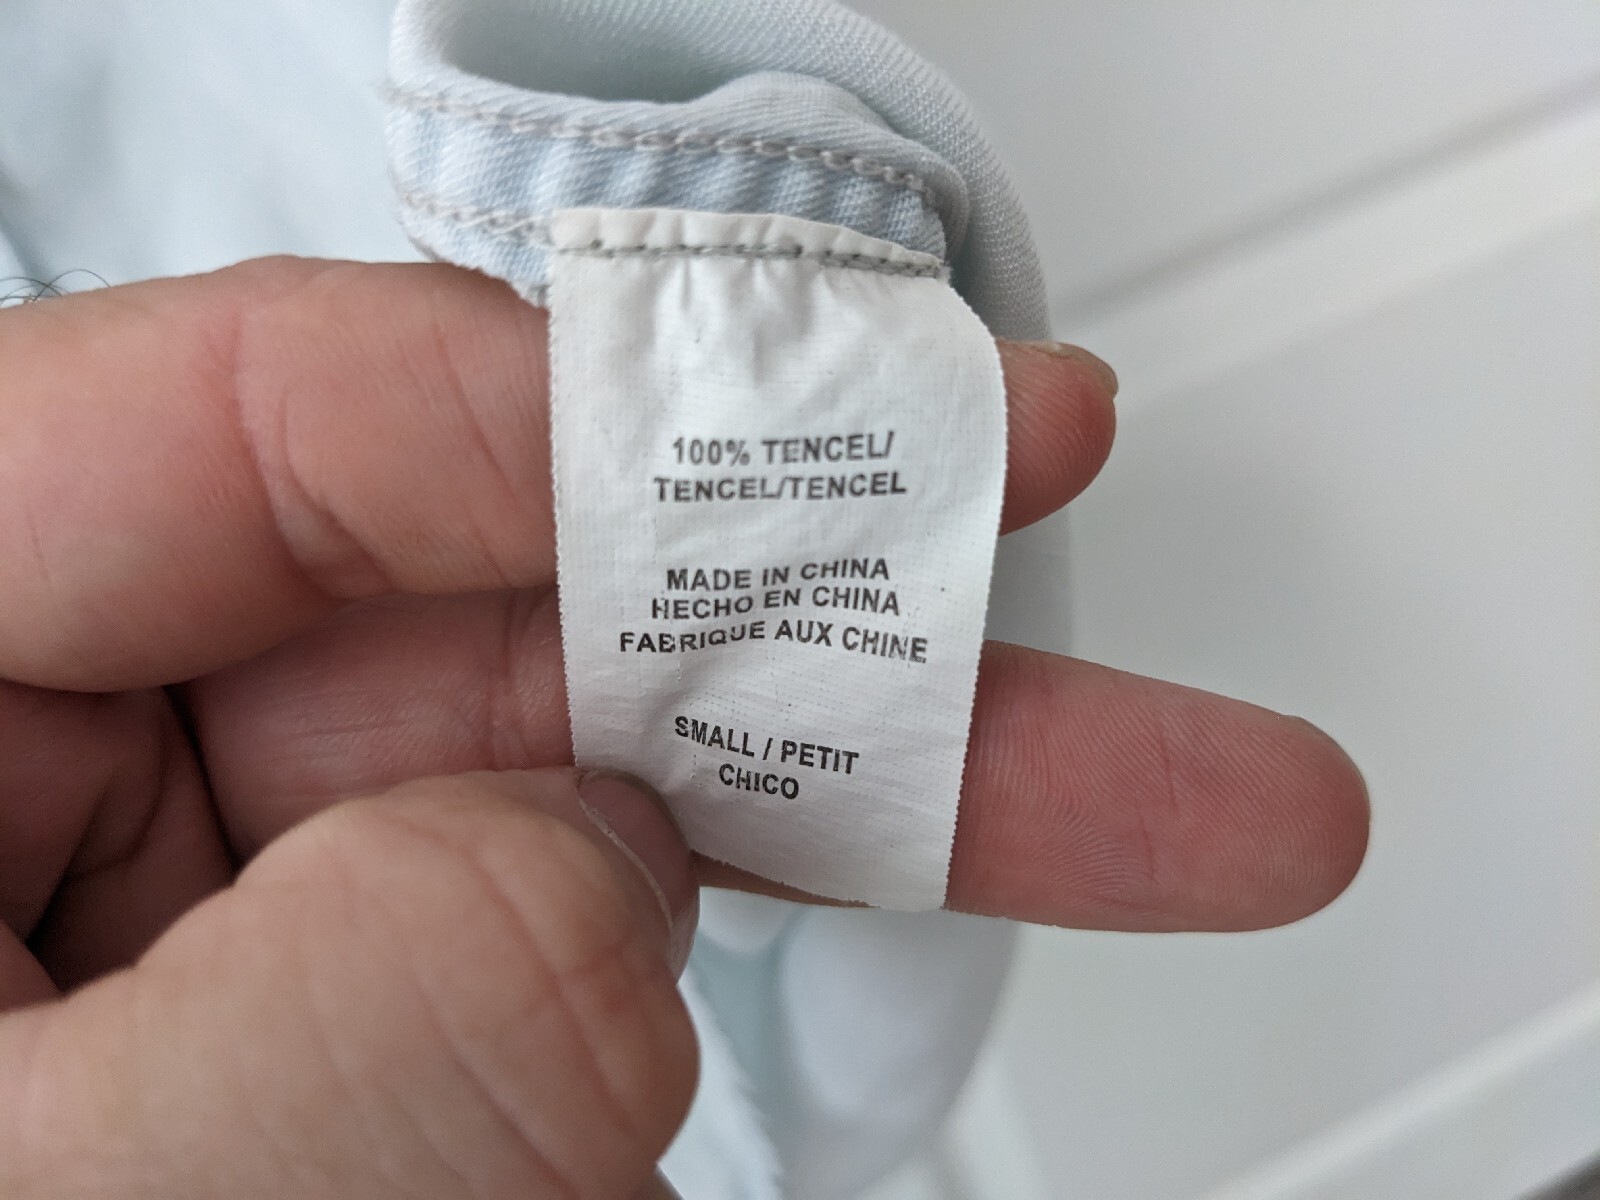 100% TENCEL/
TENCEL/TENCEL
MADE IN CHINA
HECHO EN CHINA
FABRIQUE AUX CHINE
SMALL / PETIT
CHICO